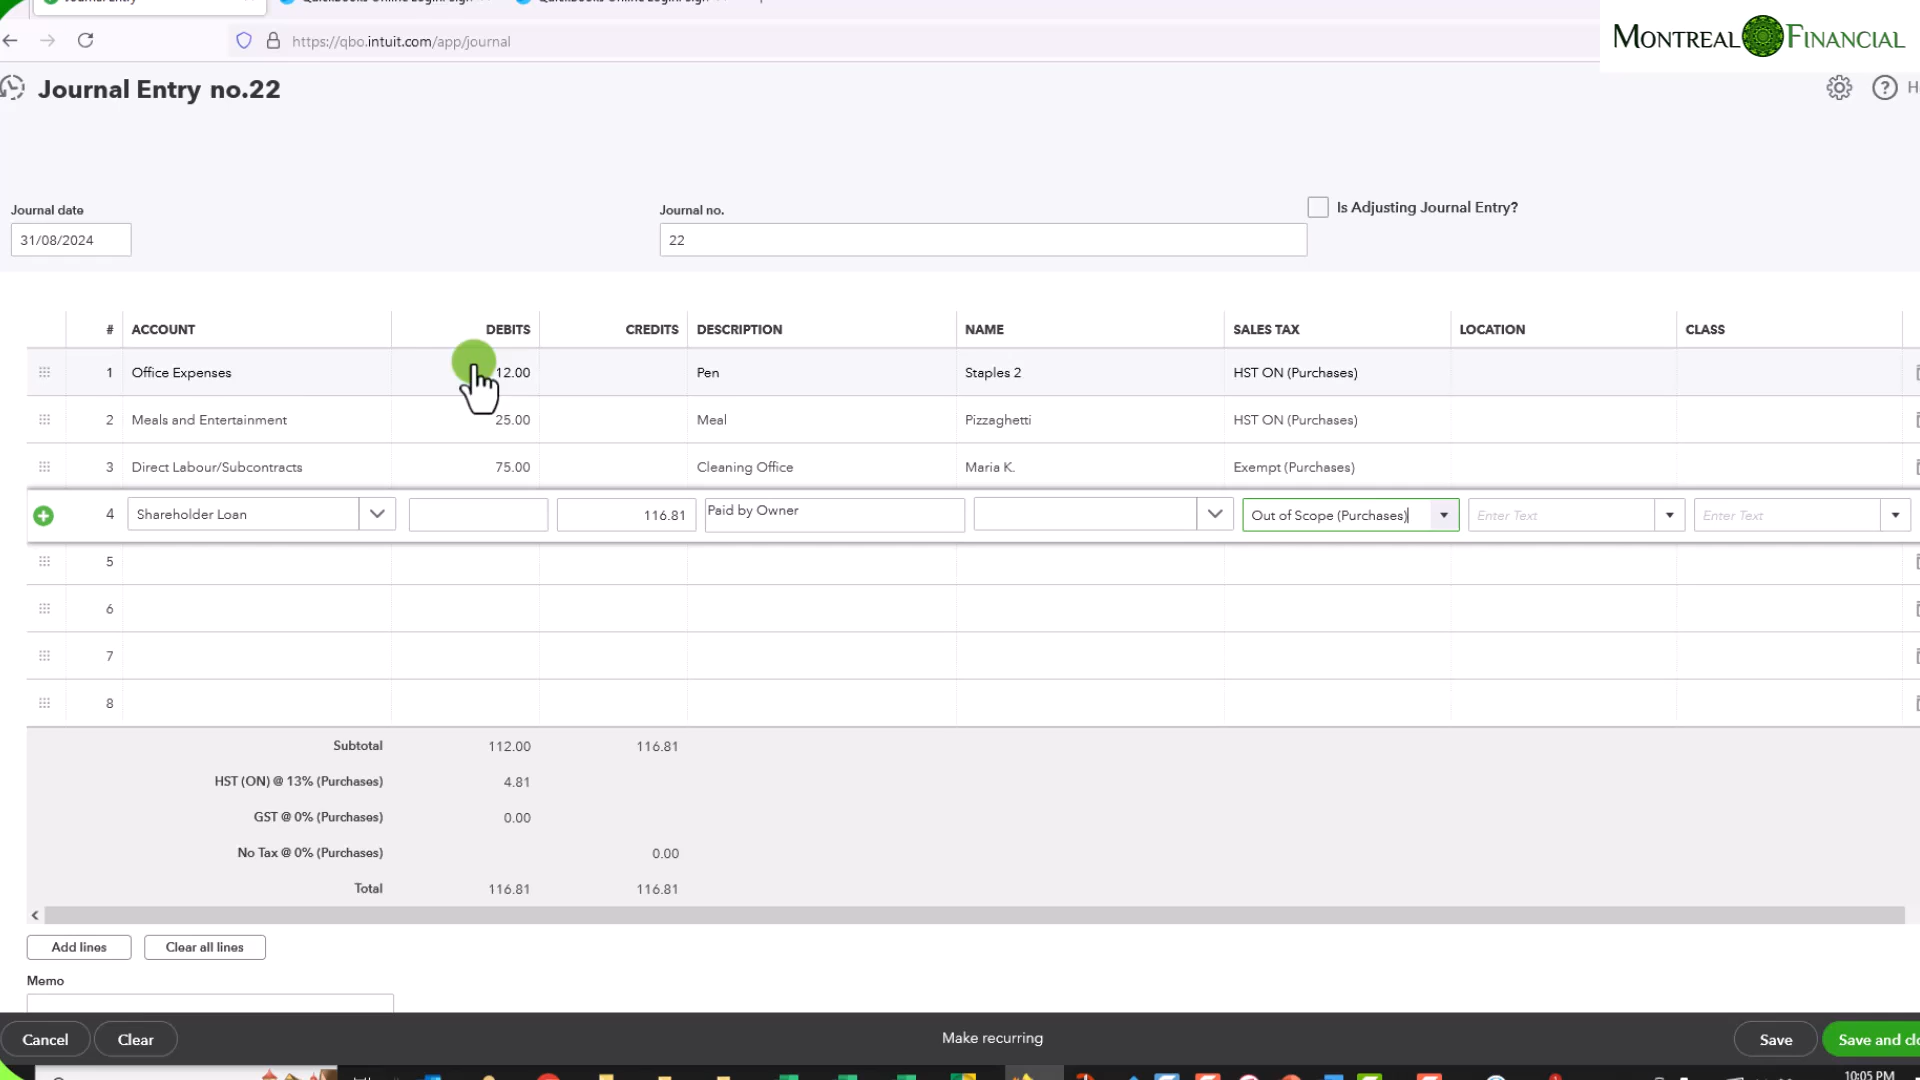 https://qbo.intuit.com/app/journal
MONTREAL FINANCIAL
Journal Entry no.22
Journal date
Journal no.
Is Adjusting Journal Entry?
31/08/2024
22
# ACCOUNT DEBITS CREDITS DESCRIPTION NAME SALES TAX LOCATION CLASS
1 Office Expenses 12.00 Pen Staples 2 HST ON (Purchases)
2 Meals and Entertainment 25.00 Meal Pizzaghetti HST ON (Purchases)
3 Direct Labour/Subcontracts 75.00 Cleaning Office Maria K. Exempt (Purchases)
4 Shareholder Loan 116.81 Paid by Owner Out of Scope (Purchases) Enter Text Enter Text
5
6
7
8
Subtotal 112.00 116.81
HST (ON) @ 13% (Purchases) 4.81
GST @ 0% (Purchases) 0.00
No Tax @ 0% (Purchases) 0.00
Total 116.81 116.81
Add lines Clear all lines
Memo
Cancel Clear Make recurring Save Save and clo
10:05 PM